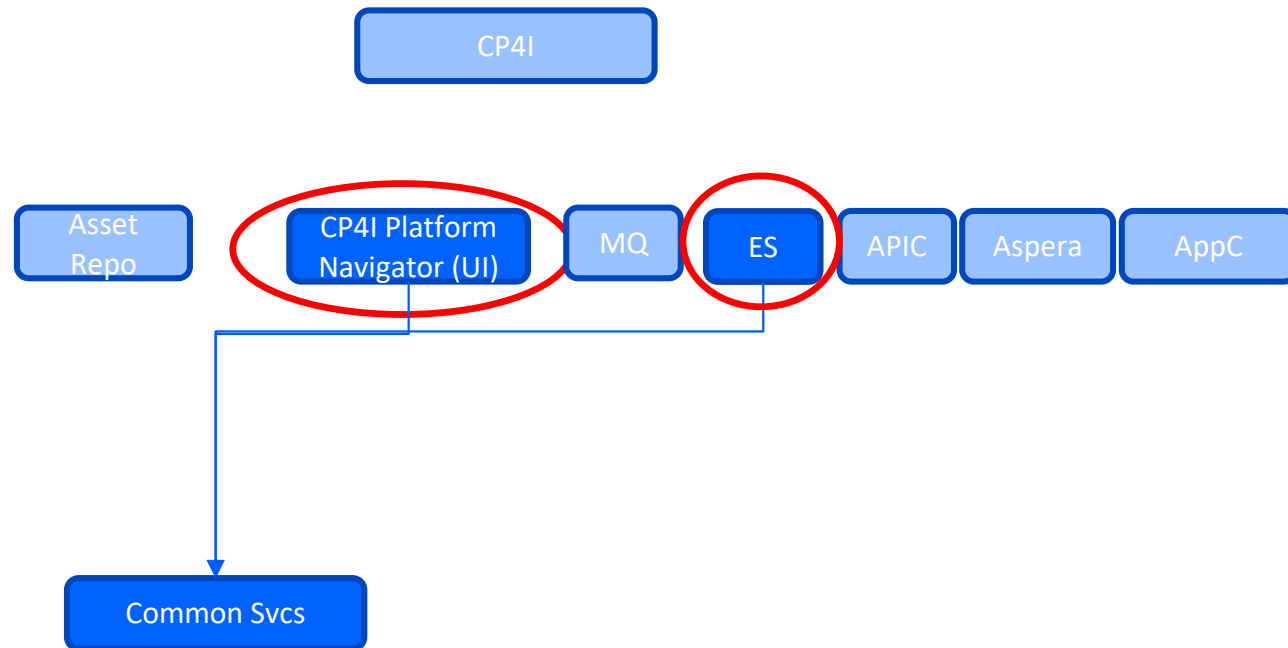 CP4I
Asset
Repo
CP4I Platform
Navigator (UI)
MQ
ES
APIC
Aspera
AppC
Common Svcs